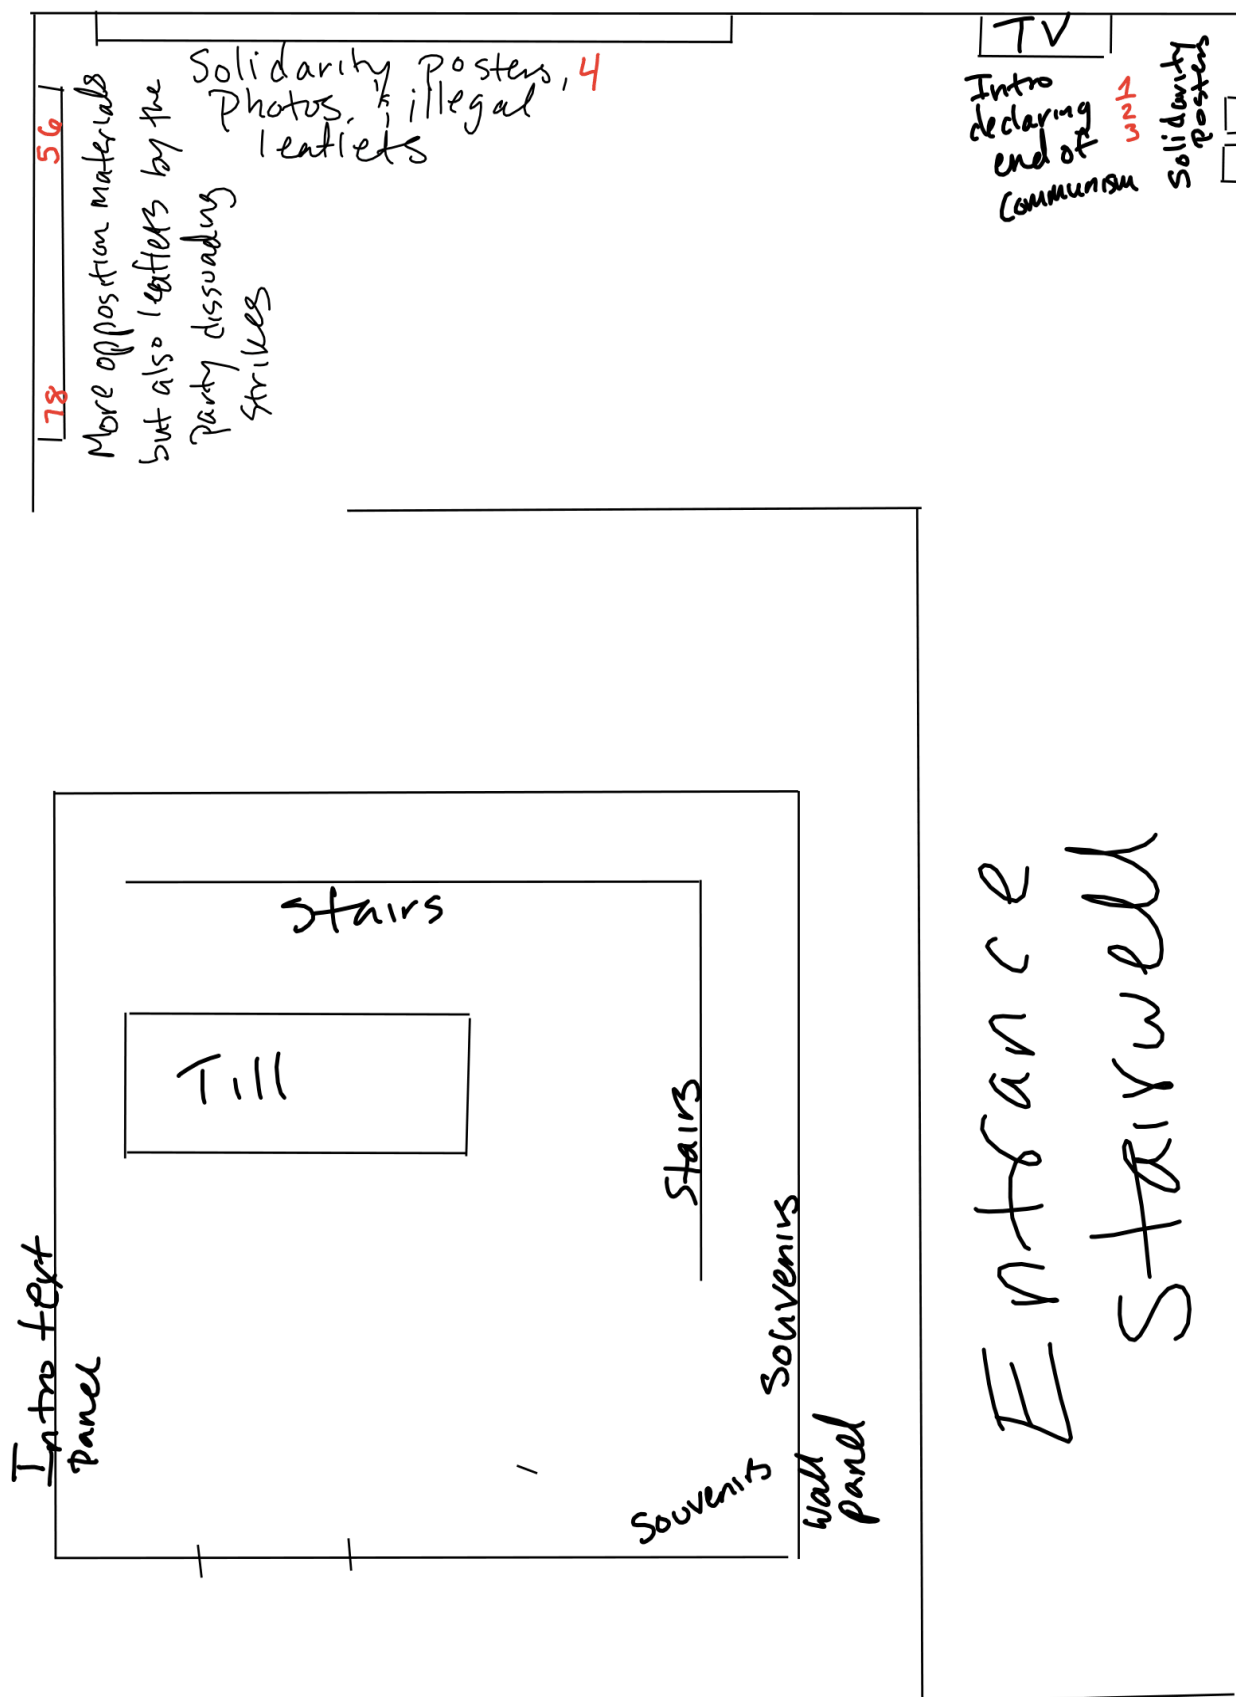 Solidarity posters, 4
Photos, & illegal
leaflets
TV
Intro
declaring
end of
Communism
1
2
3
Solidarity
posters
56
78
More opposition materials
but also leaflets by the
party dissuading
strikes
Stairs
Till
Stairs
Intro text
panel
Souvenirs
Souvenirs
Wall
panel
Entrance
Stairwell